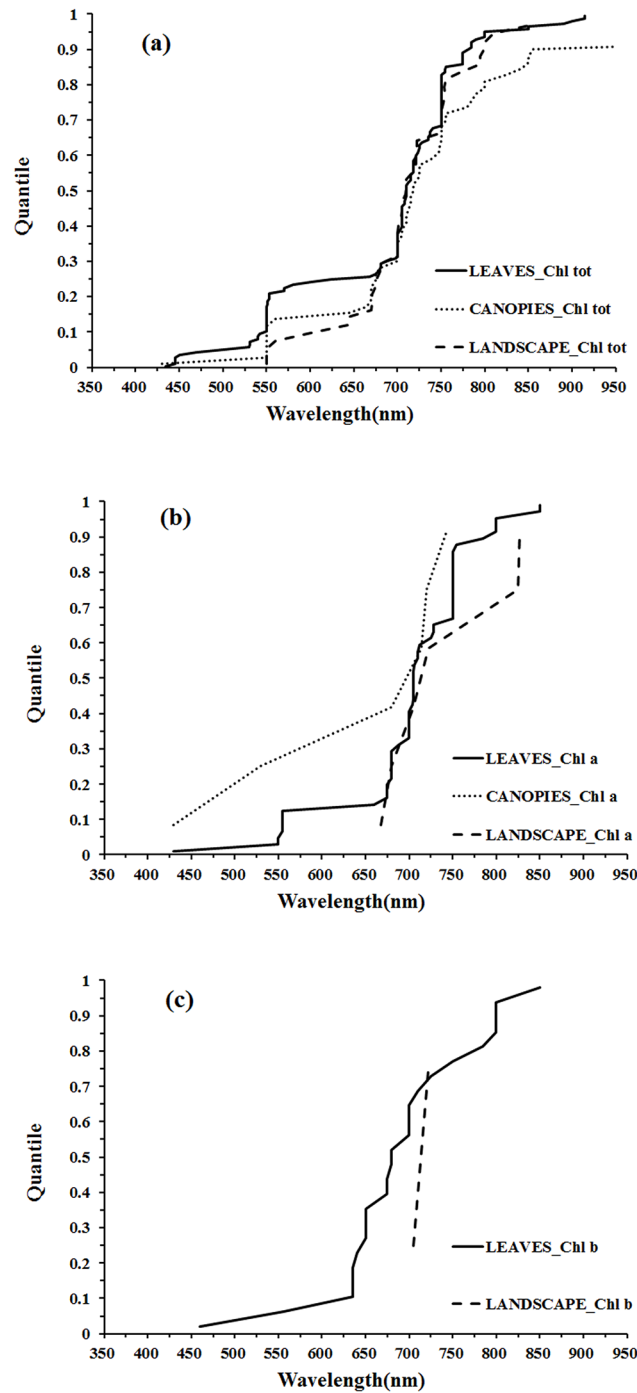 (a)
1
0.9
0.8
0.7
0.6
0.5
0.4
0.3
0.2
0.1
0
Quantile
LEAVES_Chl tot
CANOPIES_Chl tot
LANDSCAPE_Chl tot
350 400 450 500 550 600 650 700 750 800 850 900 950
Wavelength(nm)
(b)
1
0.9
0.8
0.7
0.6
0.5
0.4
0.3
0.2
0.1
0
Quantile
LEAVES_Chl a
CANOPIES_Chl a
LANDSCAPE_Chl a
350 400 450 500 550 600 650 700 750 800 850 900 950
Wavelength(nm)
(c)
1
0.9
0.8
0.7
0.6
0.5
0.4
0.3
0.2
0.1
0
Quantile
LEAVES_Chl b
LANDSCAPE_Chl b
350 400 450 500 550 600 650 700 750 800 850 900 950
Wavelength(nm)